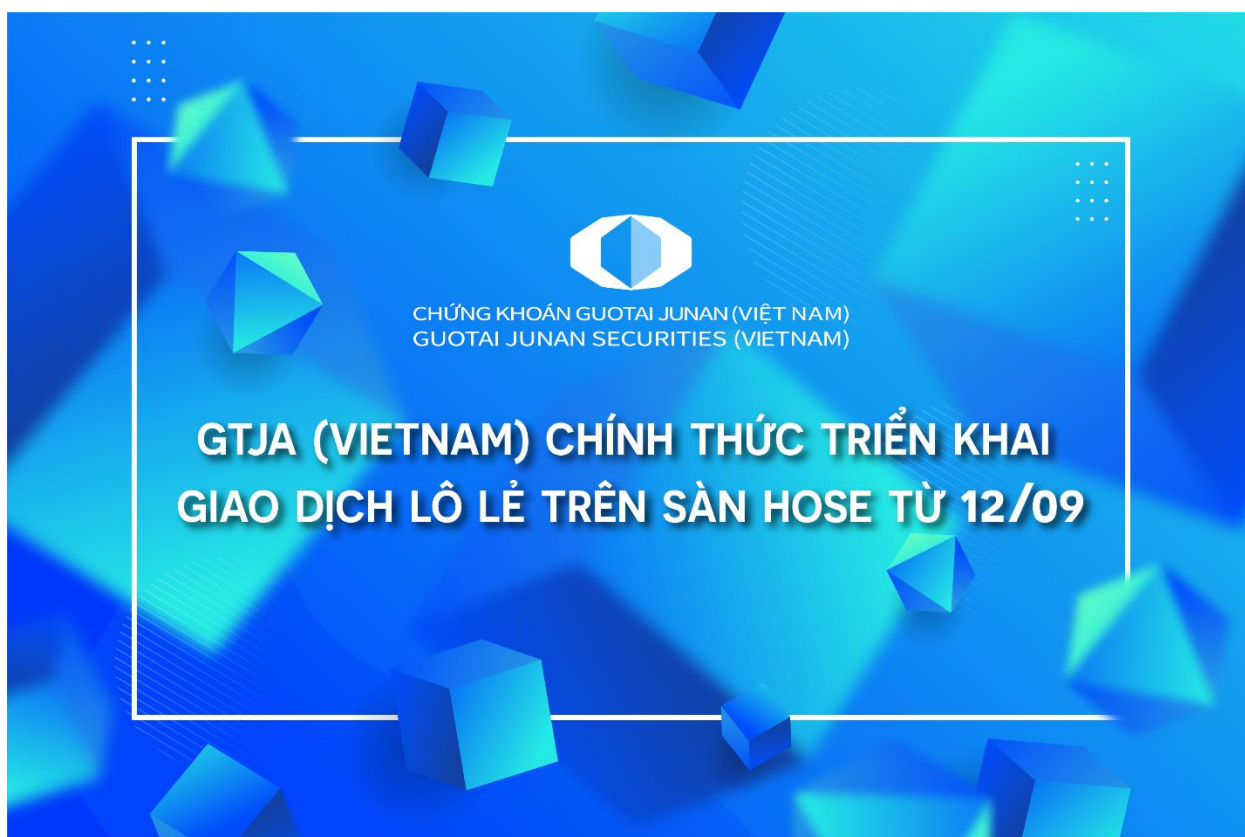 CHỨNG KHOÁN GUOTAI JUNAN (VIỆT NAM)
GUOTAI JUNAN SECURITIES (VIETNAM)
GTJA (VIETNAM) CHÍNH THỨC TRIỂN KHAI
GIAO DỊCH LÔ LẺ TRÊN SÀN HOSE TỪ 12/09